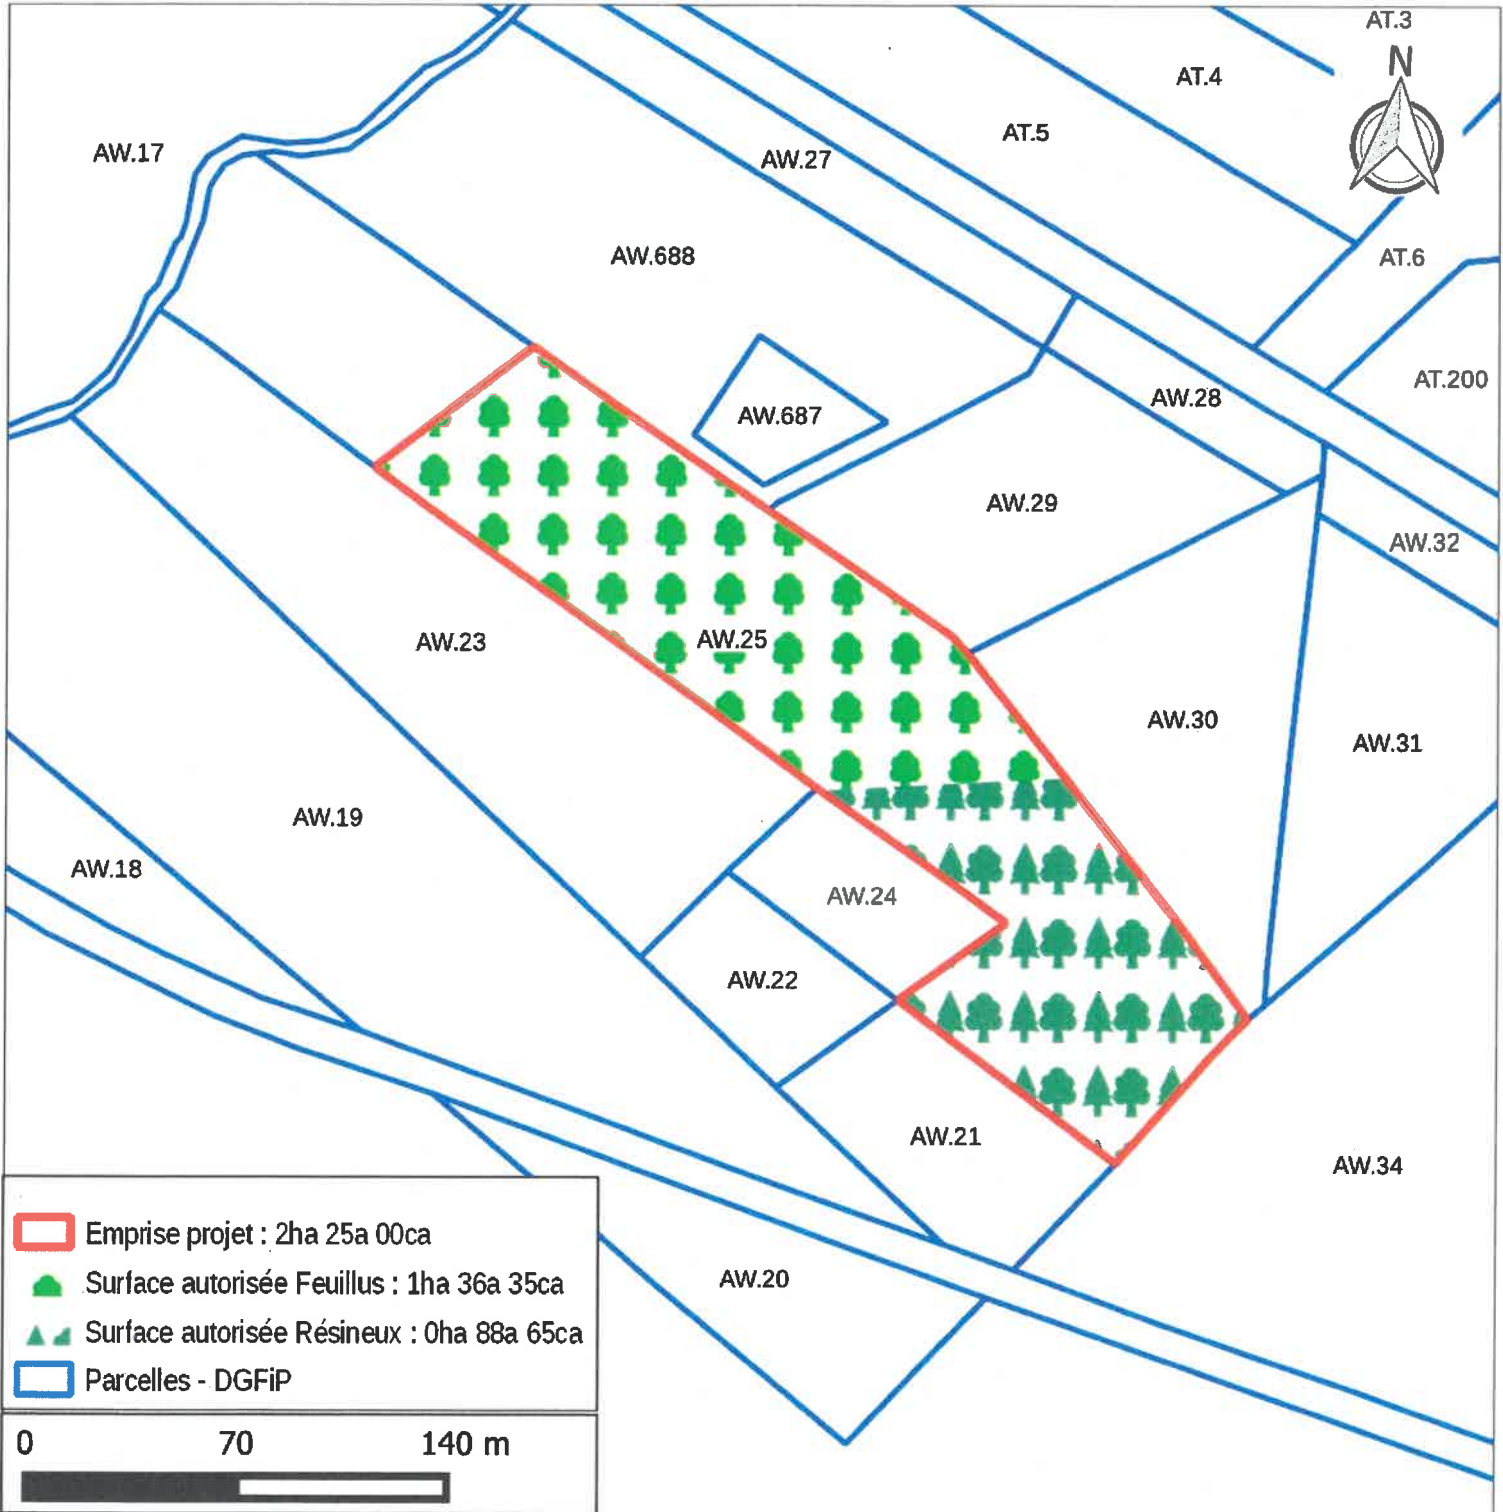 AT.3
N
AT.4
AT.5
AW.17
AW.27
AW.688
AT.6
AT.200
AW.28
AW.687
AW.29
AW.32
AW.23
AW.25
AW.30
AW.31
AW.19
AW.18
AW.24
AW.22
AW.21
AW.34
AW.20
Emprise projet : 2ha 25a 00ca
Surface autorisée Feuillus : 1ha 36a 35ca
Surface autorisée Résineux : 0ha 88a 65ca
Parcelles - DGFiP
0 70 140 m